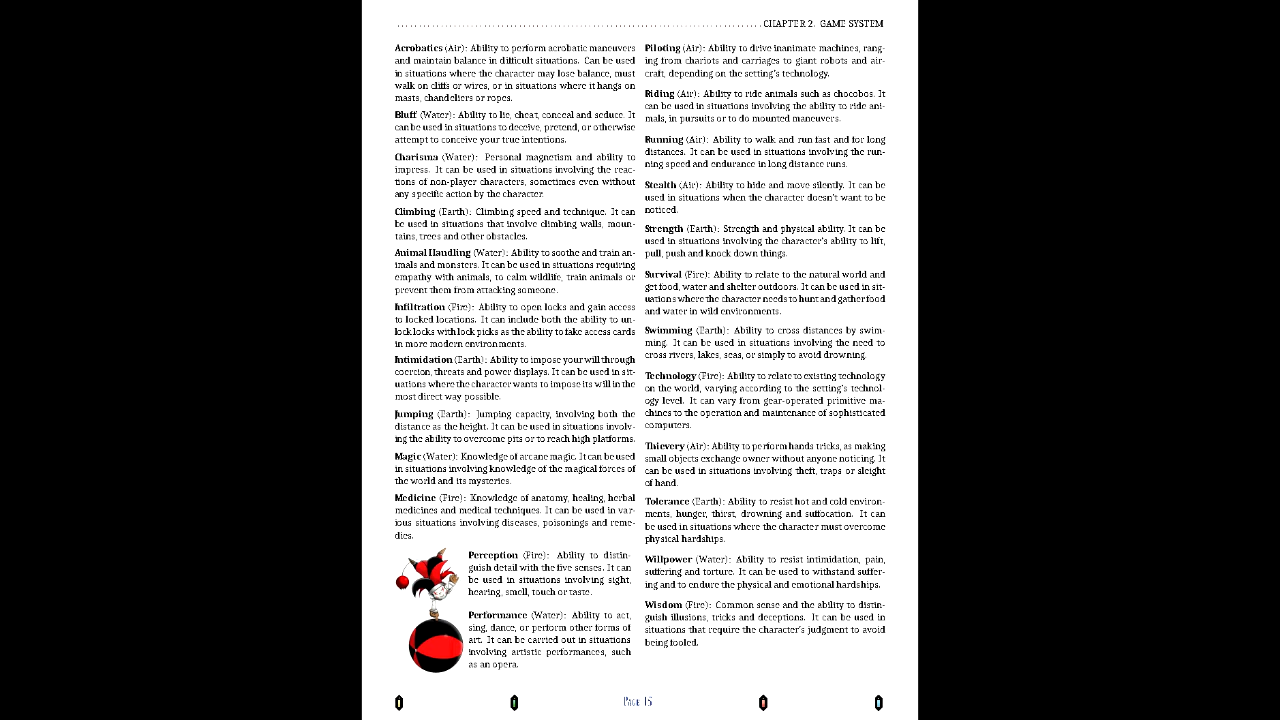 CHAPTER 2. GAME SYSTEM
Acrobatics (Air): Ability to perform acrobatic maneuvers
and maintain balance in difficult situations. Can be used
in situations where the character may lose balance, must
walk on cliffs or wires, or in situations where it hangs on
masts, chandeliers or ropes.
Bluff (Water): Ability to lie, cheat, conceal and seduce. It
can be used in situations to deceive, pretend, or otherwise
attempt to conceive your true intentions.
Charisma (Water): Personal magnetism and ability to
impress. It can be used in situations involving the reac-
tions of non-player characters, sometimes even without
any specific action by the character.
Climbing (Earth): Climbing speed and technique. It can
be used in situations that involve climbing walls, moun-
tains, trees and other obstacles.
Animal Handling (Water): Ability to soothe and train an-
imals and monsters. It can be used in situations requiring
empathy with animals, to calm wildlife, train animals or
prevent them from attacking someone.
Infiltration (Fire): Ability to open locks and gain access
to locked locations. It can include both the ability to un-
lock locks with lock picks as the ability to fake access cards
in more modern environments.
Intimidation (Earth): Ability to impose your will through
coercion, threats and power displays. It can be used in sit-
uations where the character wants to impose its will in the
most direct way possible.
Jumping (Earth): Jumping capacity, involving both the
distance as the height. It can be used in situations involv-
ing the ability to overcome pits or to reach high platforms.
Magic (Water): Knowledge of arcane magic. It can be used
in situations involving knowledge of the magical forces of
the world and its mysteries.
Medicine (Fire): Knowledge of anatomy, healing, herbal
medicines and medical techniques. It can be used in var-
ious situations involving diseases, poisonings and reme-
dies.
Perception (Fire): Ability to distin-
guish detail with the five senses. It can
be used in situations involving sight,
hearing, smell, touch or taste.
Performance (Water): Ability to act,
sing, dance, or perform other forms of
art. It can be carried out in situations
involving artistic performances, such
as an opera.
Piloting (Air): Ability to drive inanimate machines, rang-
ing from chariots and carriages to giant robots and air-
craft, depending on the setting's technology.
Riding (Air): Ability to ride animals such as chocobos. It
can be used in situations involving the ability to ride ani-
mals, in pursuits or to do mounted maneuvers.
Running (Air): Ability to walk and run fast and for long
distances. It can be used in situations involving the run-
ning speed and endurance in long distance runs.
Stealth (Air): Ability to hide and move silently. It can be
used in situations when the character doesn't want to be
noticed.
Strength (Earth): Strength and physical ability. It can be
used in situations involving the character's ability to lift,
pull, push and knock down things.
Survival (Fire): Ability to relate to the natural world and
get food, water and shelter outdoors. It can be used in sit-
uations where the character needs to hunt and gather food
and water in wild environments.
Swimming (Earth): Ability to cross distances by swim-
ming. It can be used in situations involving the need to
cross rivers, lakes, seas, or simply to avoid drowning.
Technology (Fire): Ability to relate to existing technology
on the world, varying according to the setting's technol-
ogy level. It can vary from gear-operated primitive ma-
chines to the operation and maintenance of sophisticated
computers.
Thievery (Air): Ability to perform hands tricks, as making
small objects exchange owner without anyone noticing. It
can be used in situations involving theft, traps or sleight
of hand.
Tolerance (Earth): Ability to resist hot and cold environ-
ments, hunger, thirst, drowning and suffocation. It can
be used in situations where the character must overcome
physical hardships.
Willpower (Water): Ability to resist intimidation, pain,
suffering and torture. It can be used to withstand suffer-
ing and to endure the physical and emotional hardships.
Wisdom (Fire): Common sense and the ability to distin-
guish illusions, tricks and deceptions. It can be used in
situations that require the character's judgment to avoid
being fooled.
Page 15